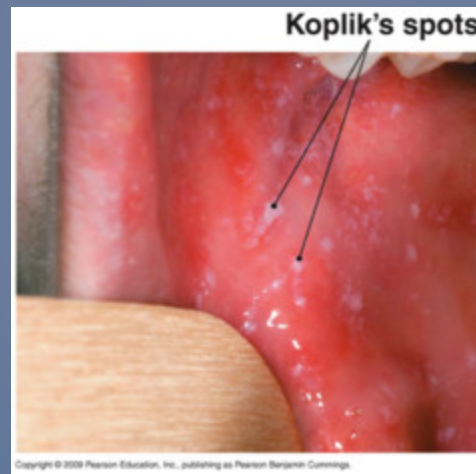 Koplik's spots
Copyright © 2009 Pearson Education, Inc., publishing as Pearson Benjamin Cummings.